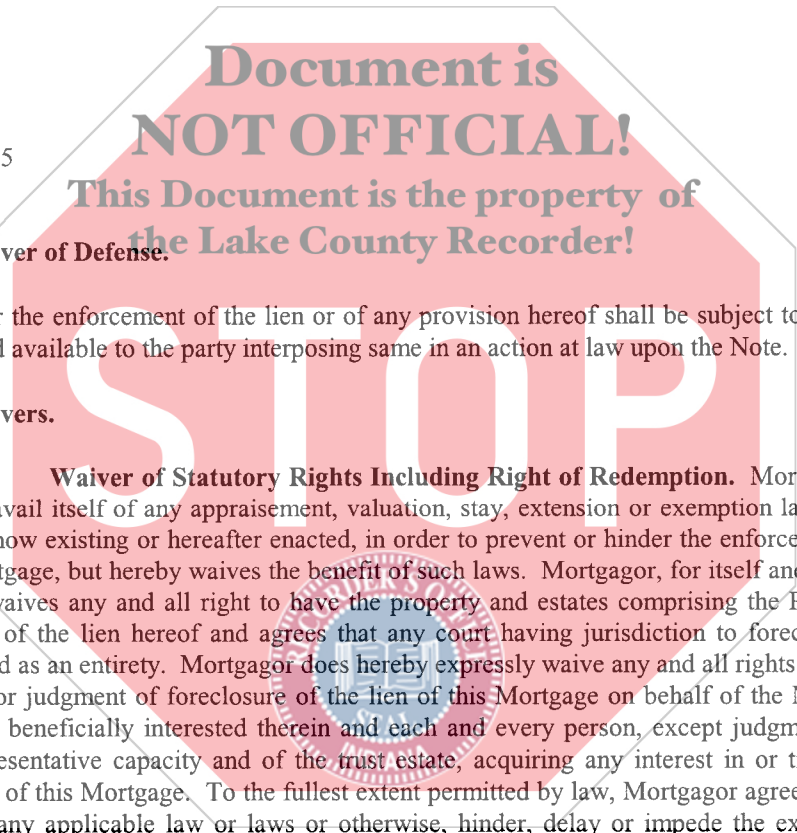 Document is
NOT OFFICIAL!
5
This Document is the property of
the Lake County Recorder!
ver of Defense.
the enforcement of the lien or of any provision hereof shall be subject to
available to the party interposing same in an action at law upon the Note.
STOP
vers.
Waiver of Statutory Rights Including Right of Redemption. Mor
vail itself of any appraisement, valuation, stay, extension or exemption la
now existing or hereafter enacted, in order to prevent or hinder the enforce
tgage, but hereby waives the benefit of such laws. Mortgagor, for itself and
vaives any and all right to have the property and estates comprising the
of the lien hereof and agrees that any court having jurisdiction to forec
d as an entirety. Mortgagor does hereby expressly waive any and all rights
or judgment of foreclosure of the lien of this Mortgage on behalf of the
beneficially interested therein and each and every person, except judgm
esentative capacity and of the trust estate, acquiring any interest in or
of this Mortgage. To the fullest extent permitted by law, Mortgagor agree
any applicable law or laws or otherwise, hinder, delay or impede the ex
RECORDER'S OFFICE
SEAL
INDIANA